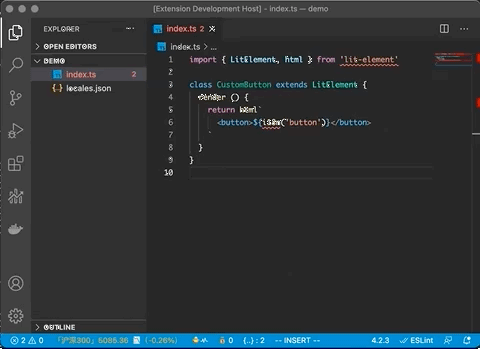 [Extension Development Host] - index.ts — demo
EXPLORER
OPEN EDITORS
DEMO
index.ts 2
locales.json
OUTLINE
index.ts 2
index.ts > ...
1 import { LitElement, html } from 'lit-element'
2
3 class CustomButton extends LitElement {
4 render () {
5 return html`
6 <button>${('button')}</button>
7 `
8 }
9 }
10
2 0 「沪深300」 5085.36 (-0.26%) 0 {..} : 2 -- INSERT -- 4.2.3 ESLint